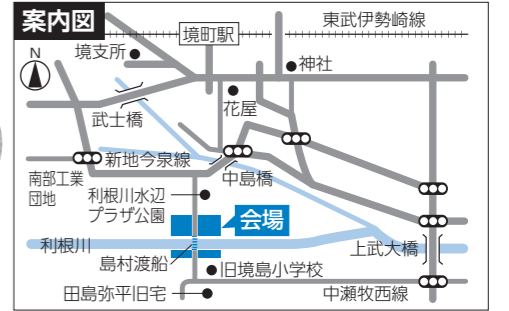 案内図
東武伊勢崎線
境町駅
N
境支所
神社
花屋
武士橋
新地今泉線
中島橋
南部工業
団地
利根川水辺
プラザ公園
会場
利根川
上武大橋
島村渡船
旧境島小学校
田島弥平旧宅
中瀬牧西線